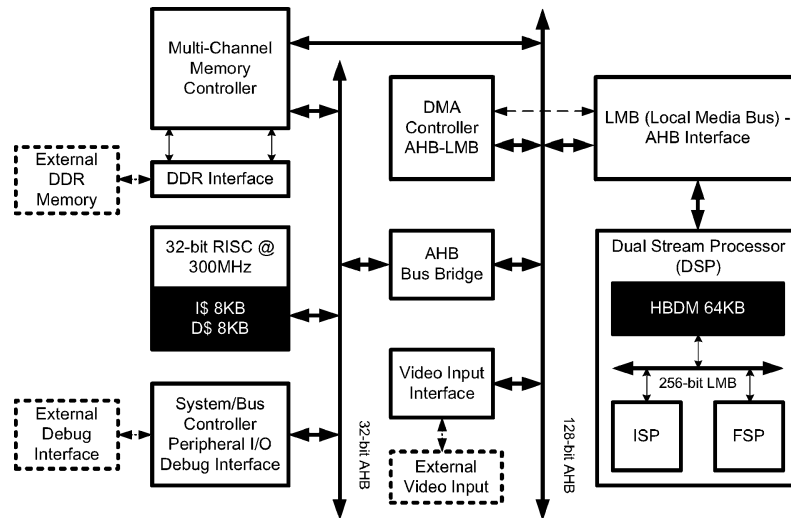 Multi-Channel
Memory
Controller
External
DDR
Memory
DDR Interface
32-bit RISC @
300MHz
I$ 8KB
D$ 8KB
External
Debug
Interface
System/Bus
Controller
Peripheral I/O
Debug Interface
32-bit AHB
DMA
Controller
AHB-LMB
AHB
Bus Bridge
Video Input
Interface
External
Video Input
128-bit AHB
LMB (Local Media Bus) -
AHB Interface
Dual Stream Processor
(DSP)
HBDM 64KB
256-bit LMB
ISP
FSP